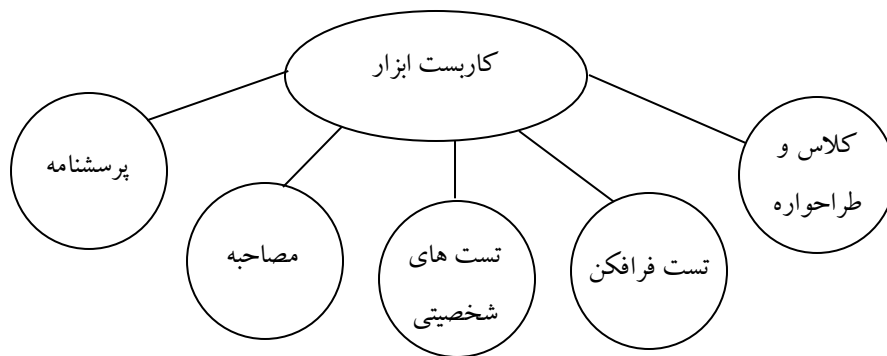 کاربست ابزار
کلاس و
طراحواره
تست فرافکن
تست های
شخصیتی
مصاحبه
پرسشنامه